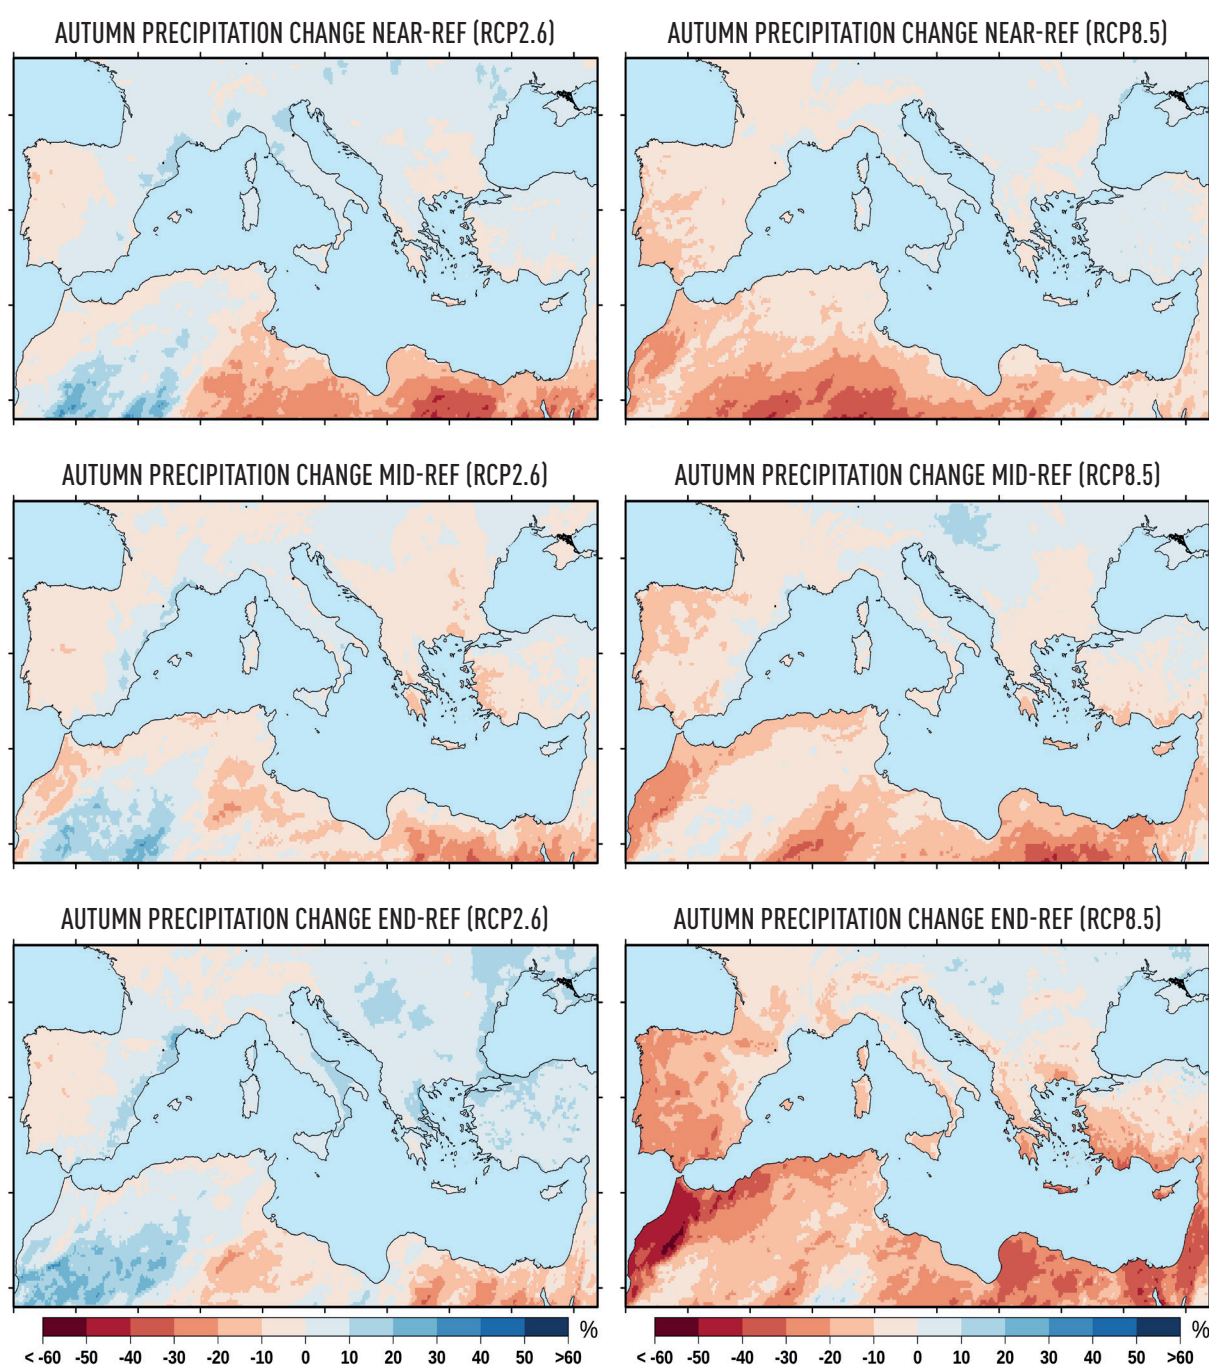 AUTUMN PRECIPITATION CHANGE NEAR-REF (RCP2.6)
AUTUMN PRECIPITATION CHANGE NEAR-REF (RCP8.5)
AUTUMN PRECIPITATION CHANGE MID-REF (RCP2.6)
AUTUMN PRECIPITATION CHANGE MID-REF (RCP8.5)
AUTUMN PRECIPITATION CHANGE END-REF (RCP2.6)
AUTUMN PRECIPITATION CHANGE END-REF (RCP8.5)
%
< -60 -50 -40 -30 -20 -10 0 10 20 30 40 50 >60
%
< -60 -50 -40 -30 -20 -10 0 10 20 30 40 50 >60